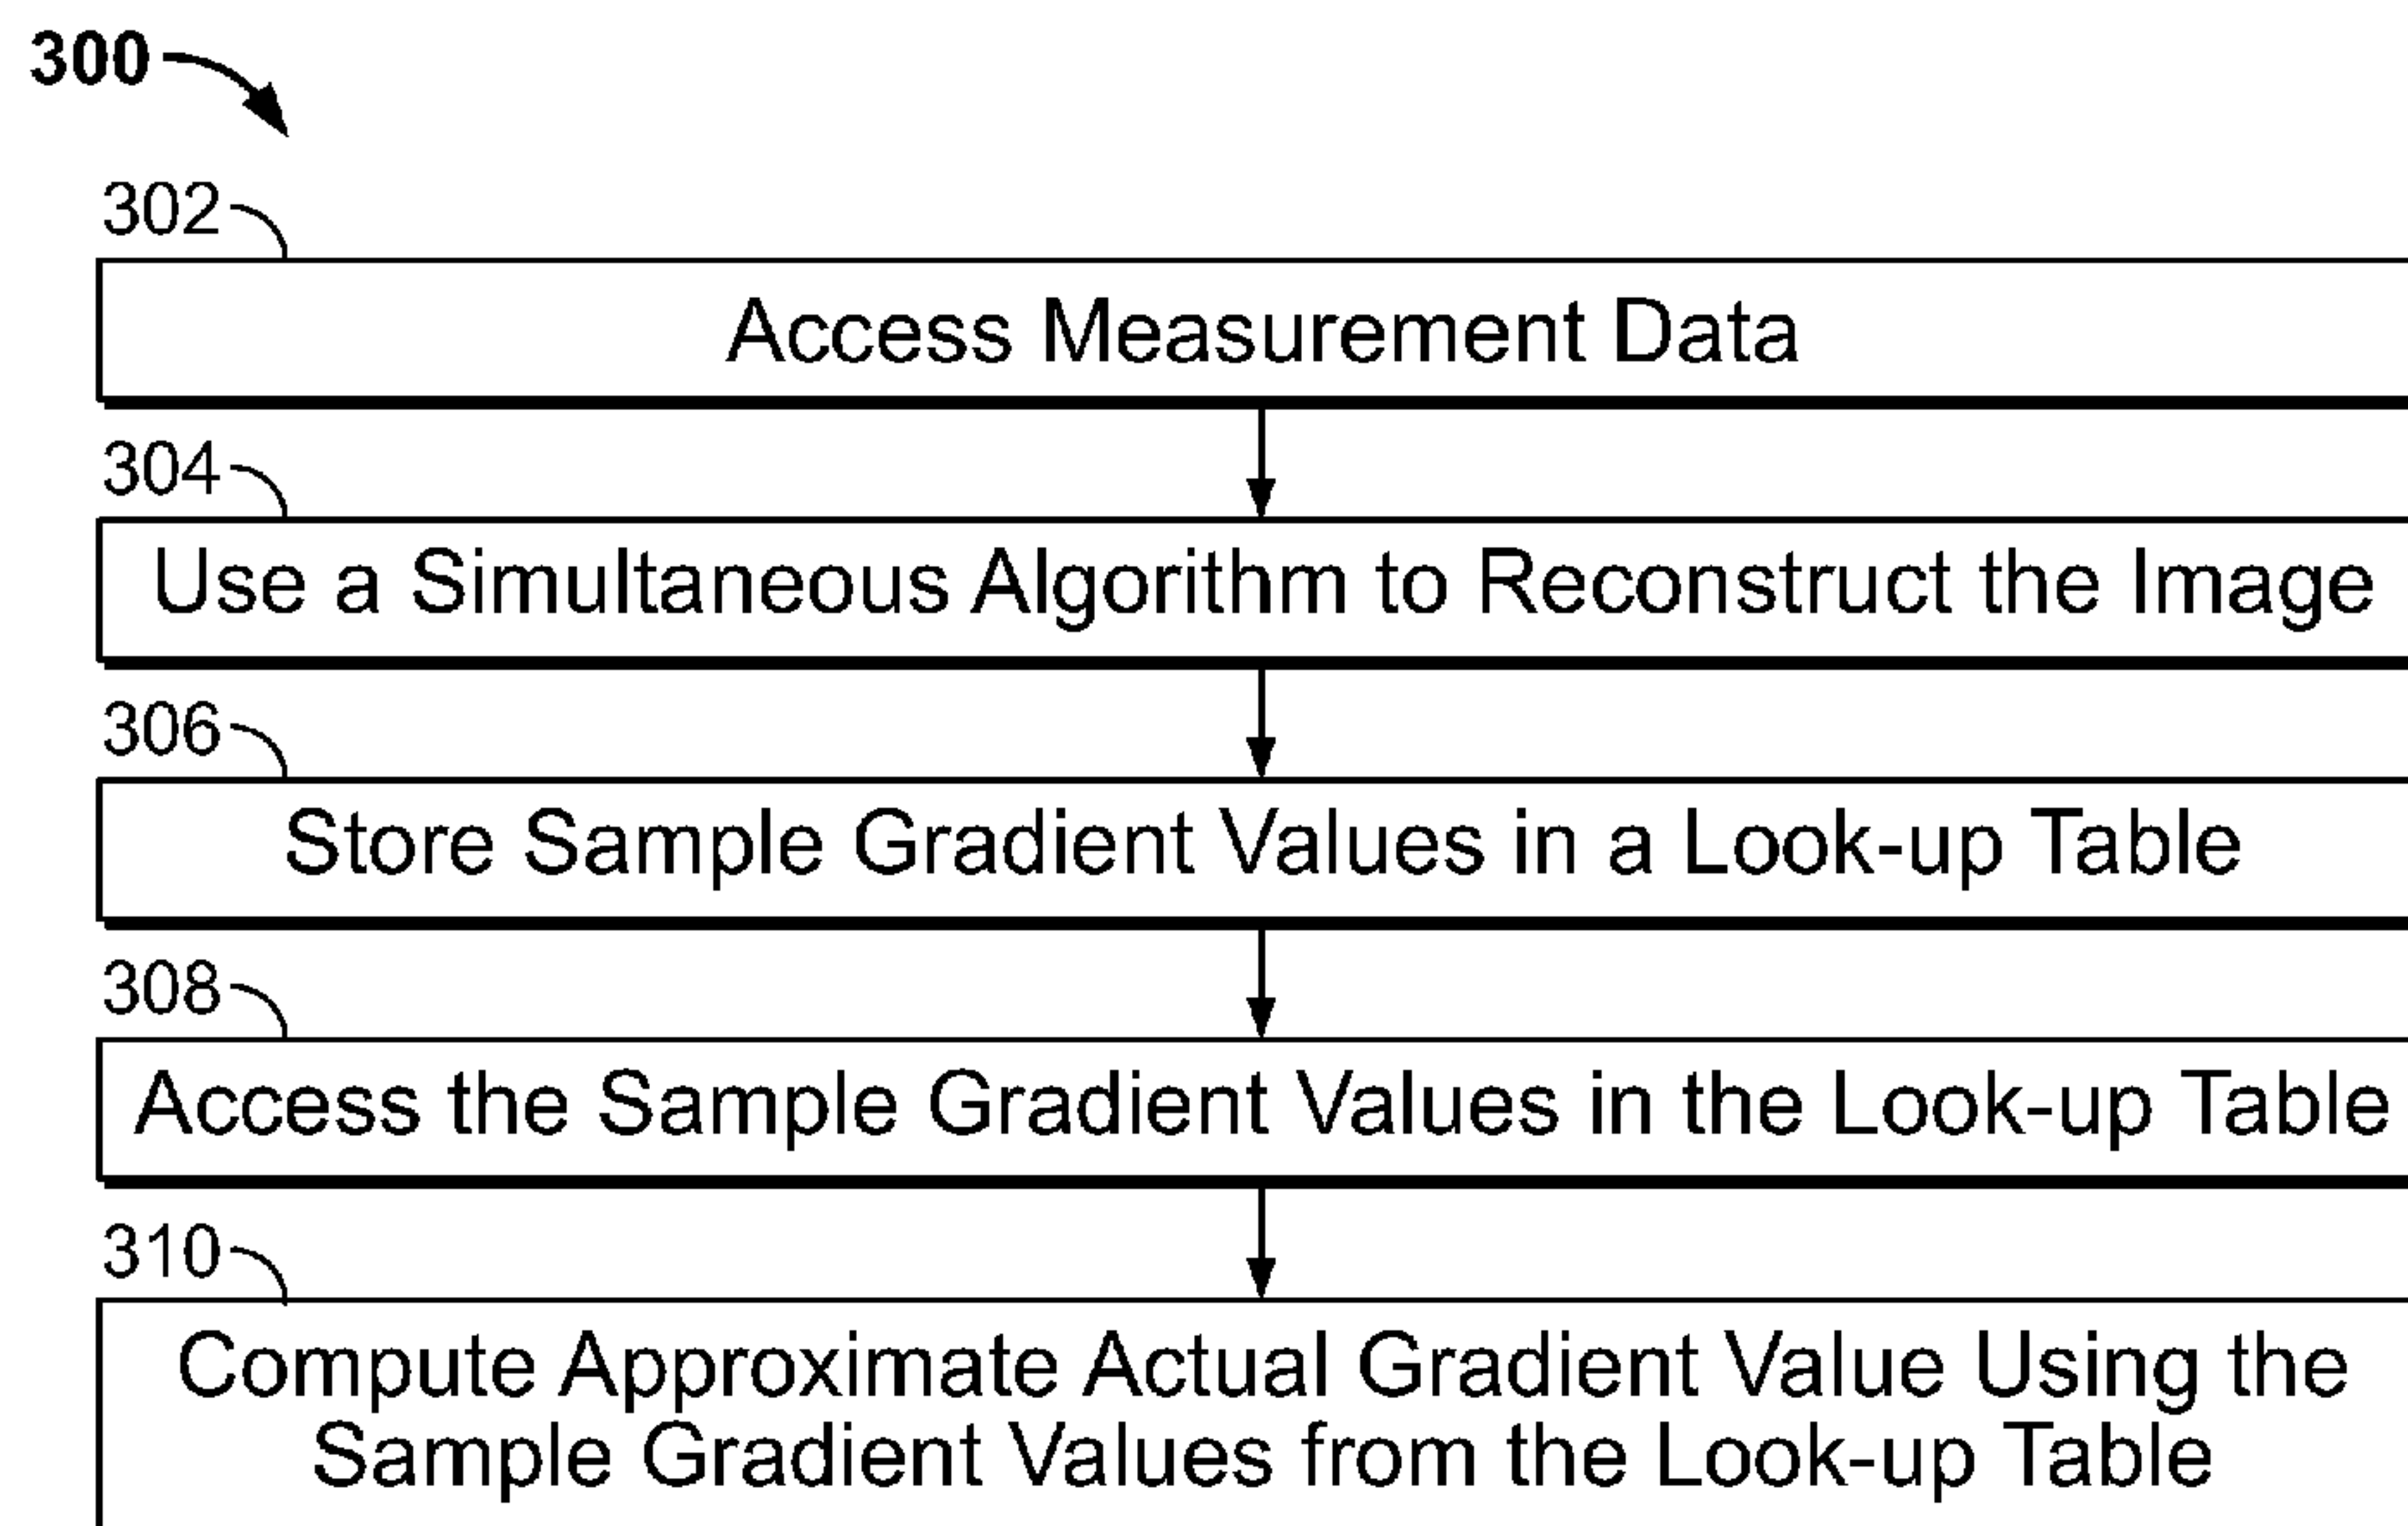 300
302
Access Measurement Data
304
Use a Simultaneous Algorithm to Reconstruct the Image
306
Store Sample Gradient Values in a Look-up Table
308
Access the Sample Gradient Values in the Look-up Table
310
Compute Approximate Actual Gradient Value Using the
Sample Gradient Values from the Look-up Table